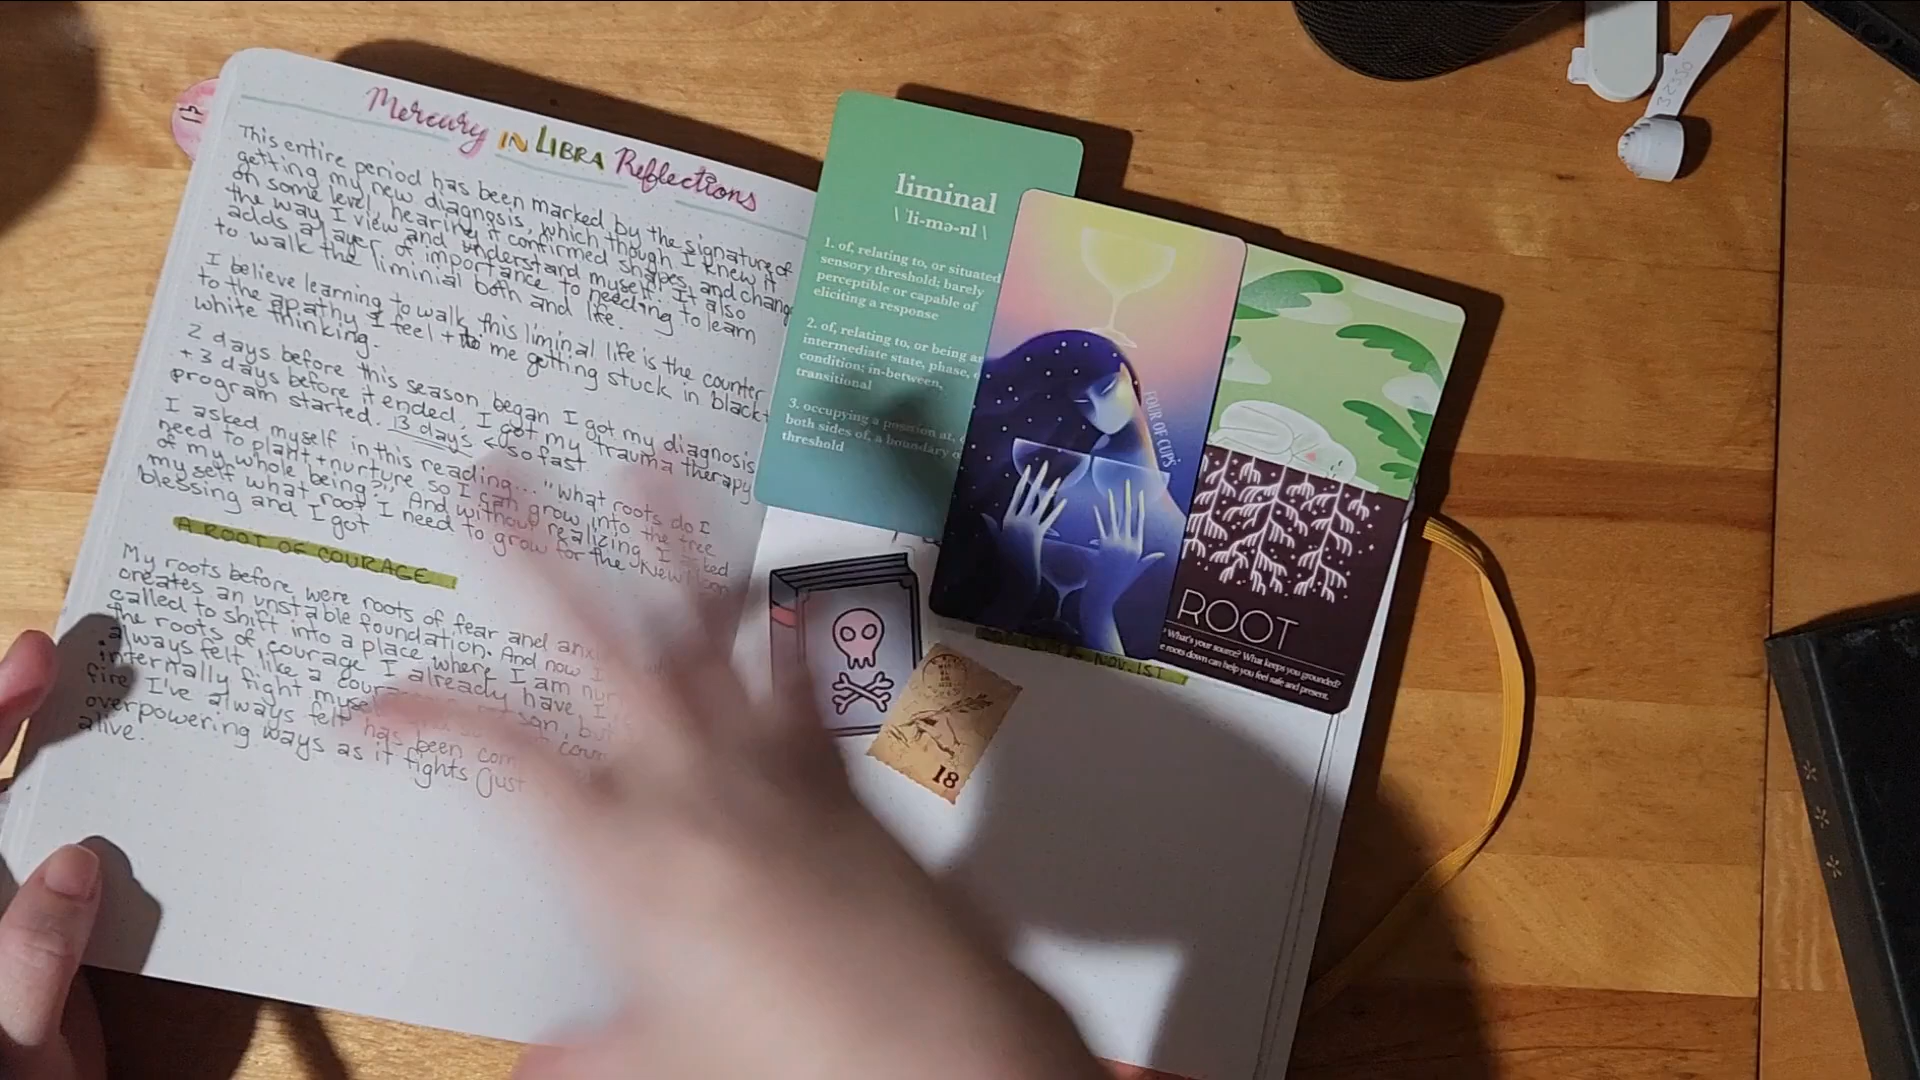 Mercury IN LIBRA Reflections
This entire period has been marked by the signature of
getting my new diagnosis, which though I knew it
on some level, hearing it confirmed shapes and change
the way I view and understand myself. It also
adds a layer of importance to needing to learn
to walk the liminial both and life.
I believe learning to walk this liminal life is the counter
to the apathy I feel + to me getting stuck in black +
white thinking.
2 days before this season began I got my diagnosis
+ 3 days before it ended, I got my trauma therapy
program started. 13 days < so fast
I asked myself in this reading... "What roots do I
need to plant + nurture so I can grow into the tree
of my whole being?" And without realizing I asked
my self what root I need to grow for the New Moon
blessing and I got
A ROOT OF COURAGE
My roots before were roots of fear and
creates an unstable foundation. And now I
called to shift into a place where I am
the roots of courage I already have. I
always felt like a person, but
internally fight
fire. I've always felt has been
overpowering ways as it fights (just
alive.
liminal
\ 'li-mə-nl \
1. of, relating to, or situated
sensory threshold; barely
perceptible or capable of
eliciting a response
2. of, relating to, or being an
intermediate state, phase,
condition; in-between,
transitional
3. occupying a position at,
both sides of, a boundary
threshold
FOUR OF CUPS
ROOT
What's your source? What keeps you grounded?
roots down can help you feel safe and present.
NOV. 1ST
18